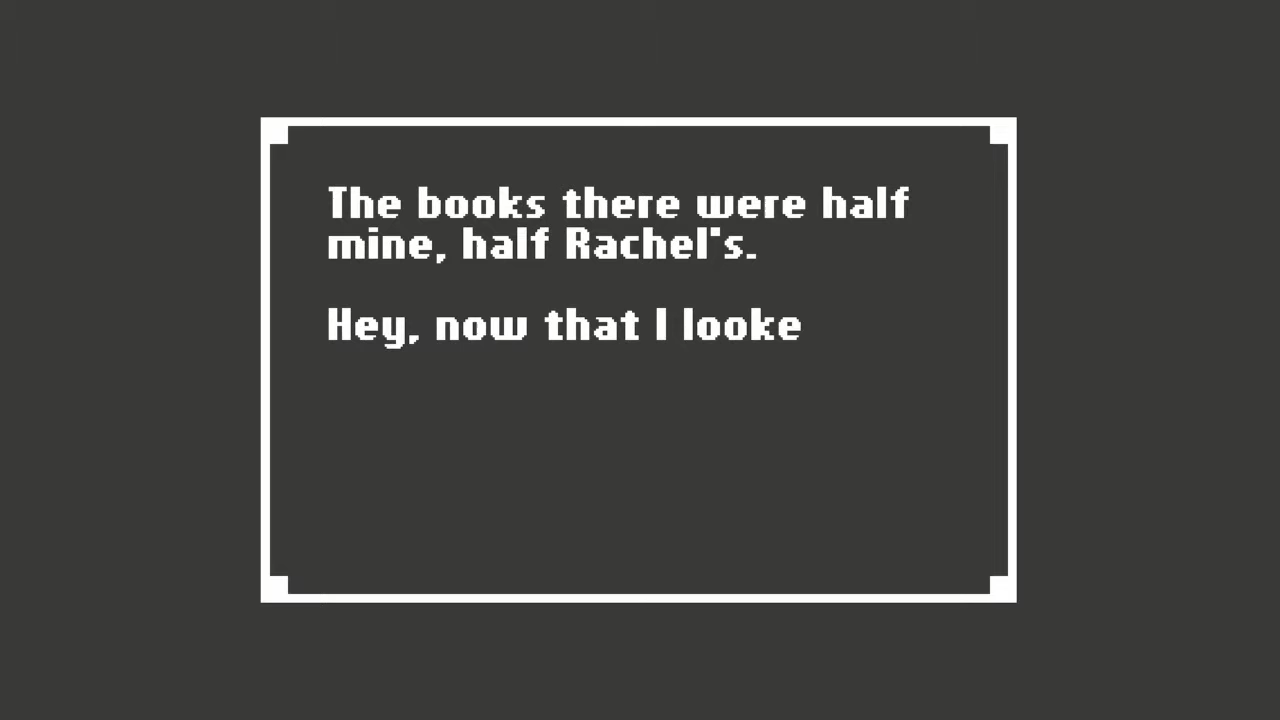 The books there were half
mine, half Rachel's.
Hey, now that I looke